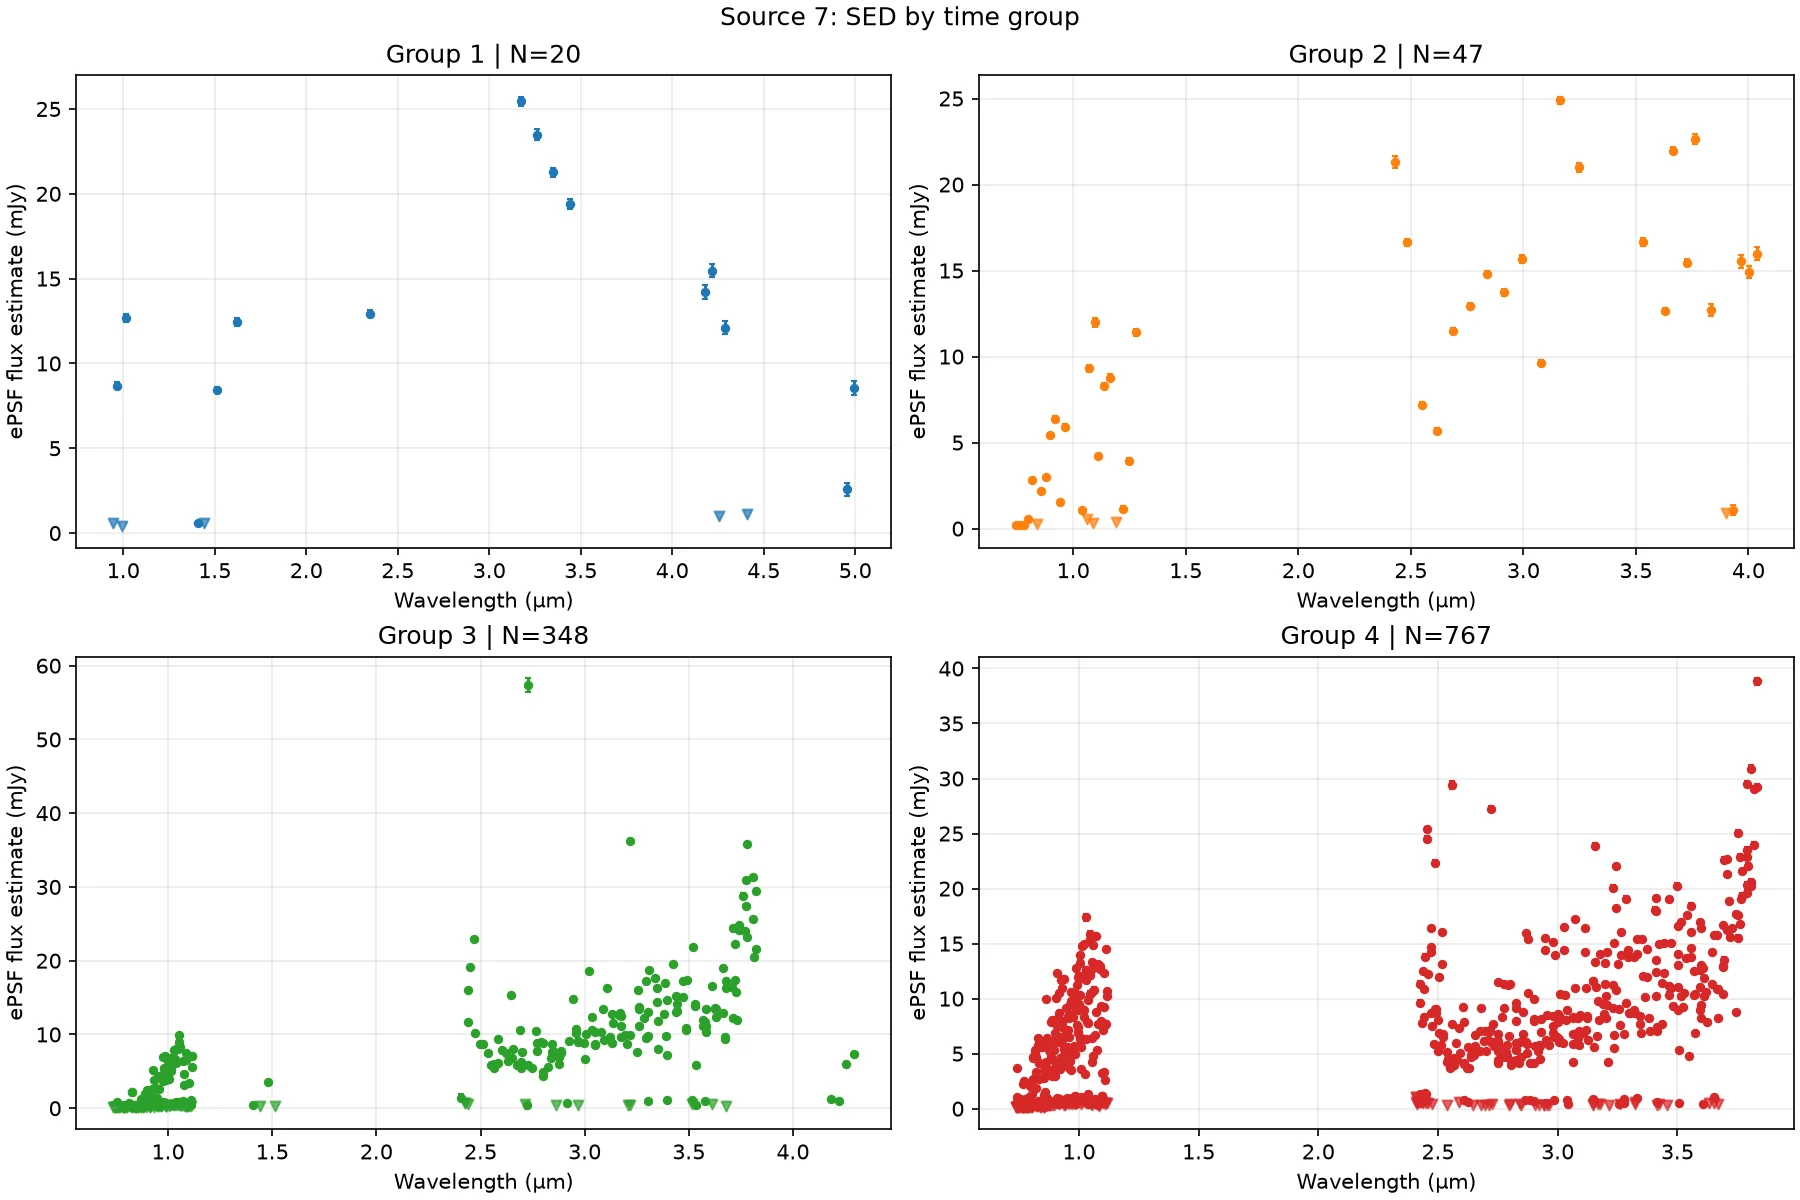 Source 7: SED by time group
Group 1 | N=20
ePSF flux estimate (mJy)
25
20
15
10
5
0
1.0 1.5 2.0 2.5 3.0 3.5 4.0 4.5 5.0
Wavelength (μm)
Group 2 | N=47
ePSF flux estimate (mJy)
25
20
15
10
5
0
1.0 1.5 2.0 2.5 3.0 3.5 4.0
Wavelength (μm)
Group 3 | N=348
ePSF flux estimate (mJy)
60
50
40
30
20
10
0
1.0 1.5 2.0 2.5 3.0 3.5 4.0
Wavelength (μm)
Group 4 | N=767
ePSF flux estimate (mJy)
40
35
30
25
20
15
10
5
0
1.0 1.5 2.0 2.5 3.0 3.5
Wavelength (μm)